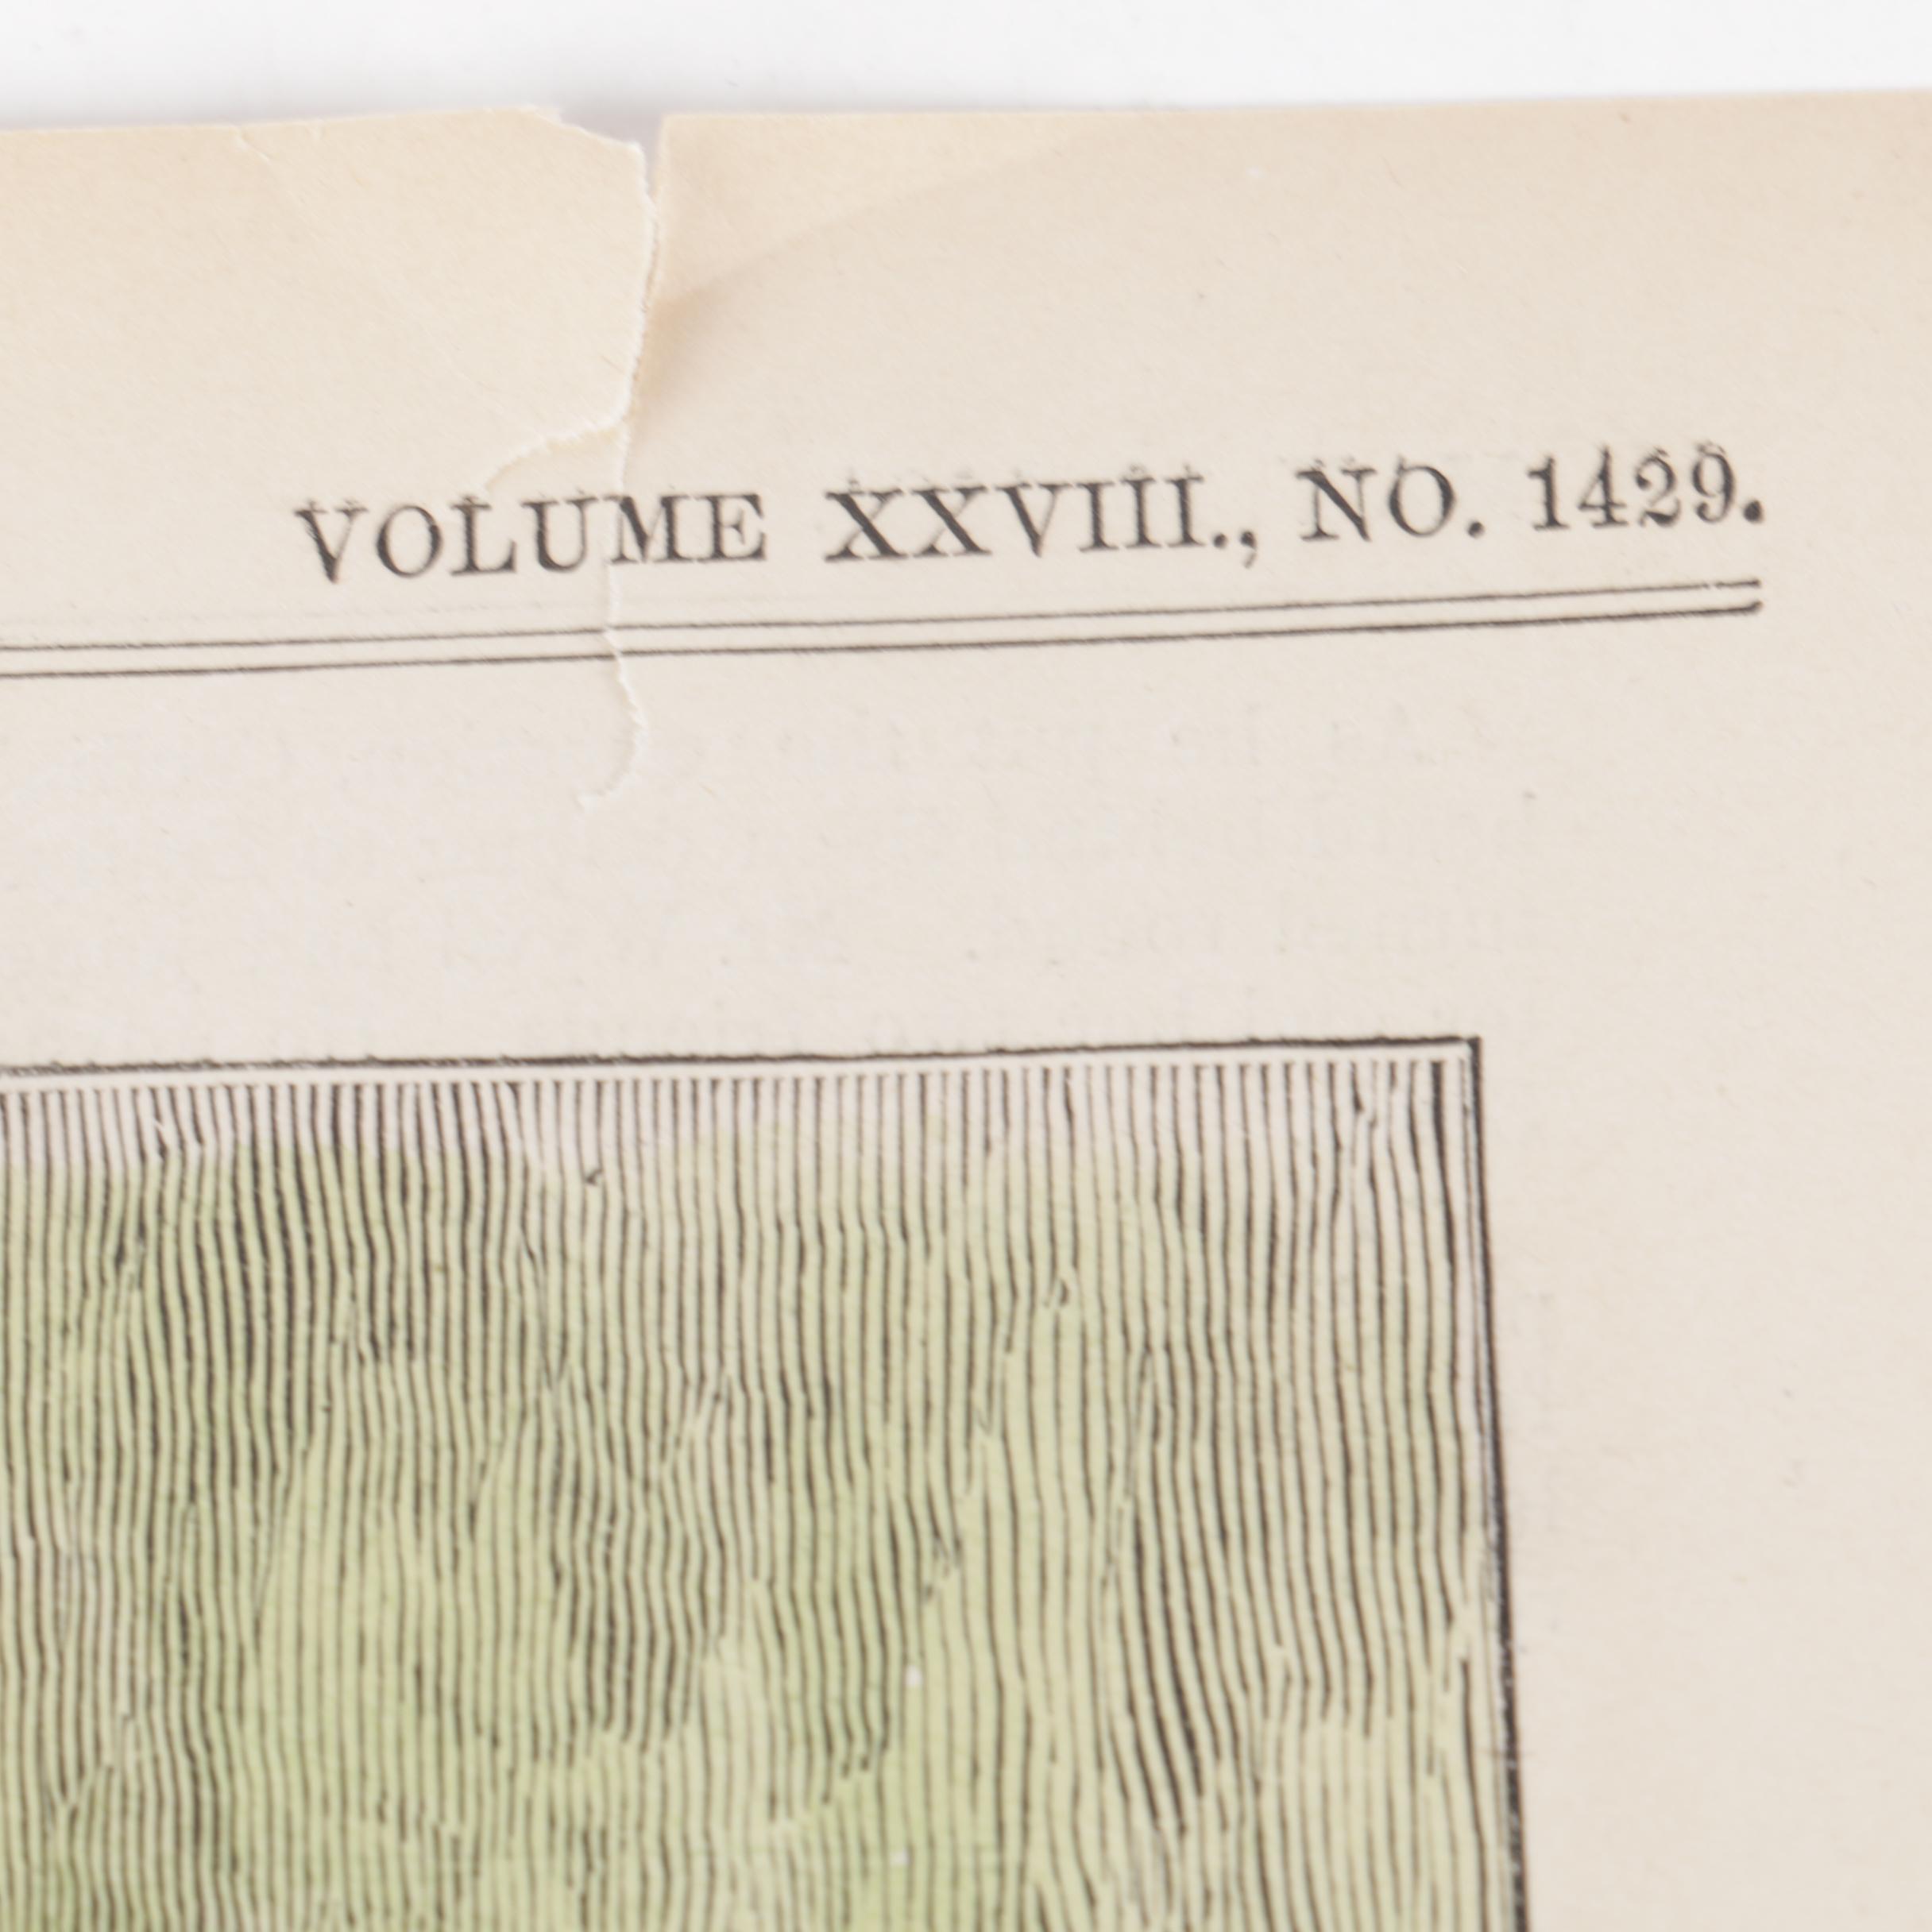 VOLUME XXVIII., NO. 1429.